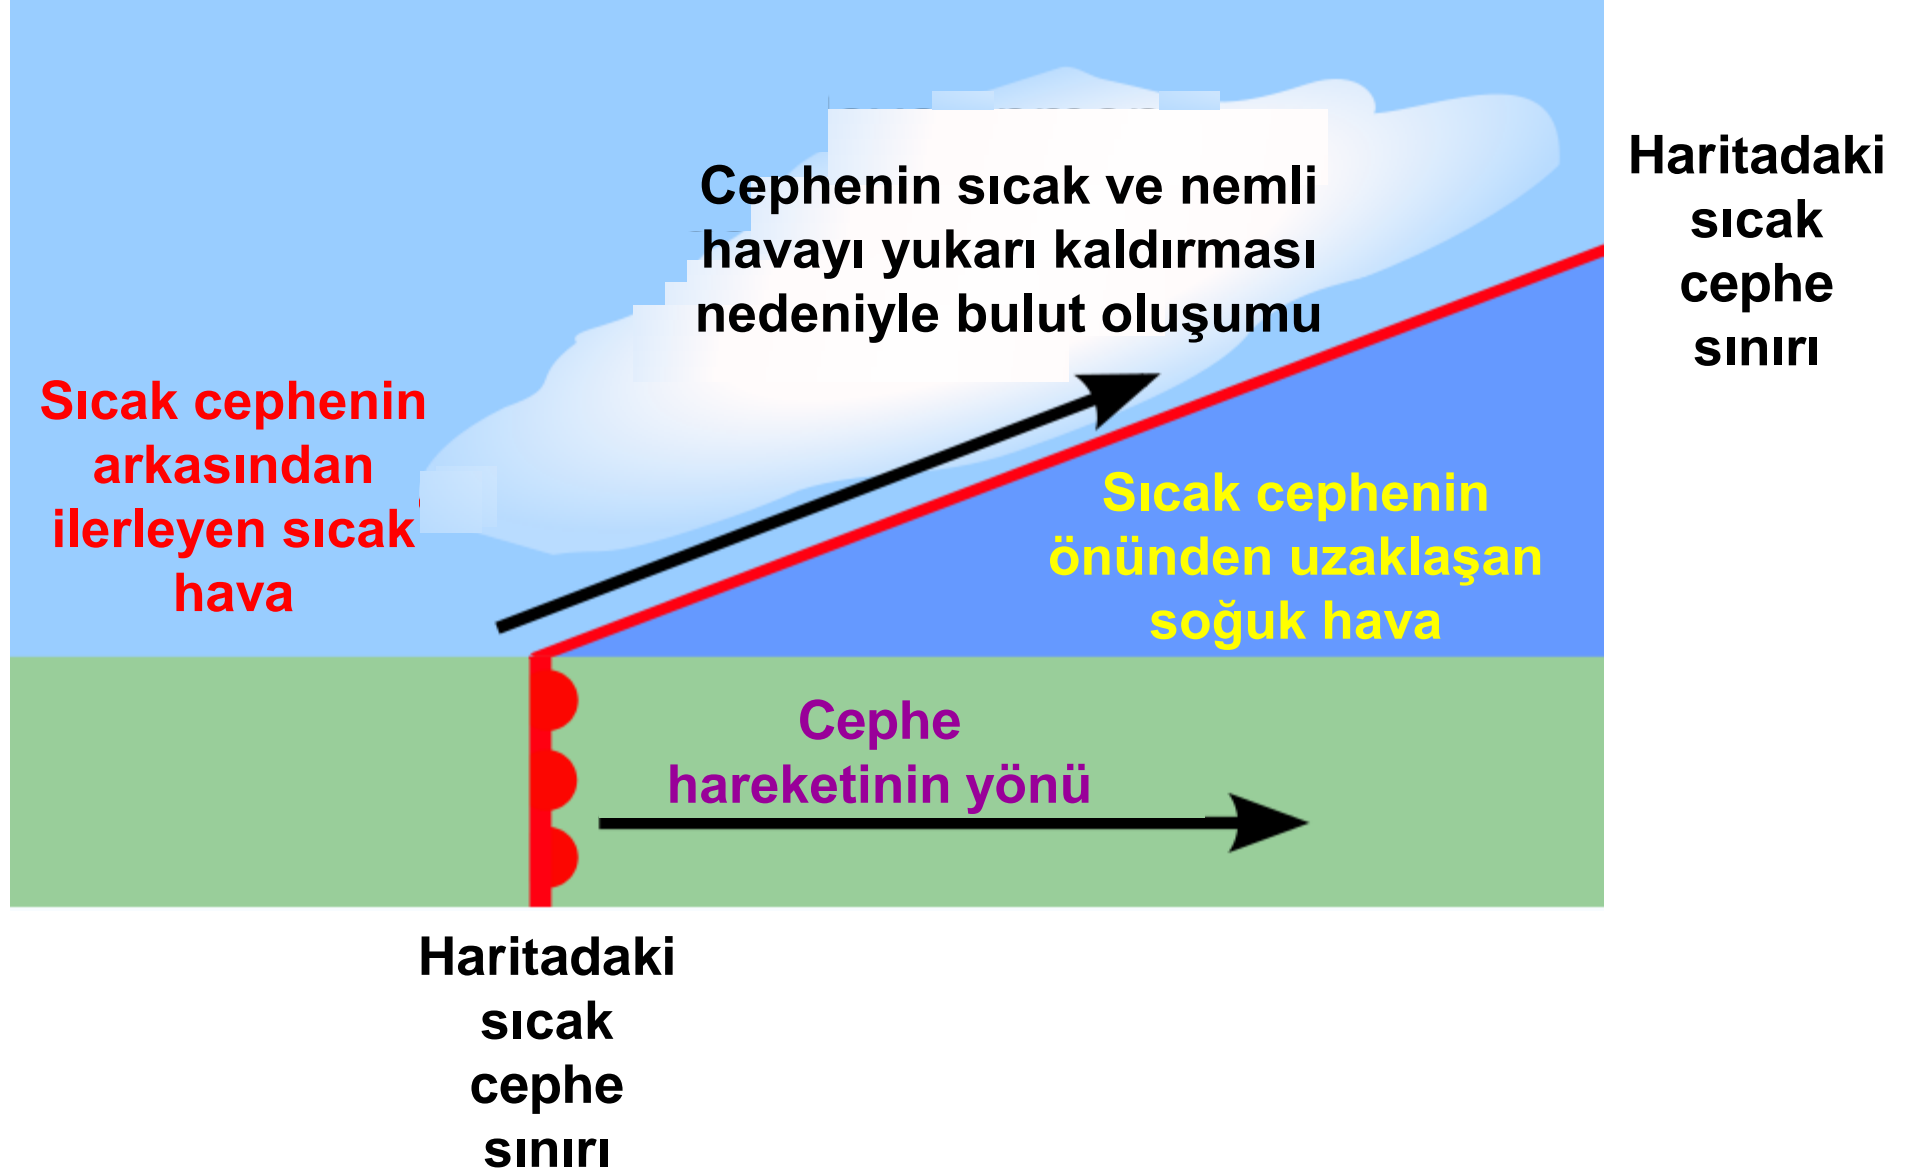 Cephenin sıcak ve nemli
havayı yukarı kaldırması
nedeniyle bulut oluşumu
Haritadaki
sıcak
cephe
sınırı
Sıcak cephenin
arkasından
ilerleyen sıcak
hava
Sıcak cephenin
önünden uzaklaşan
soğuk hava
Cephe
hareketinin yönü
Haritadaki
sıcak
cephe
sınırı